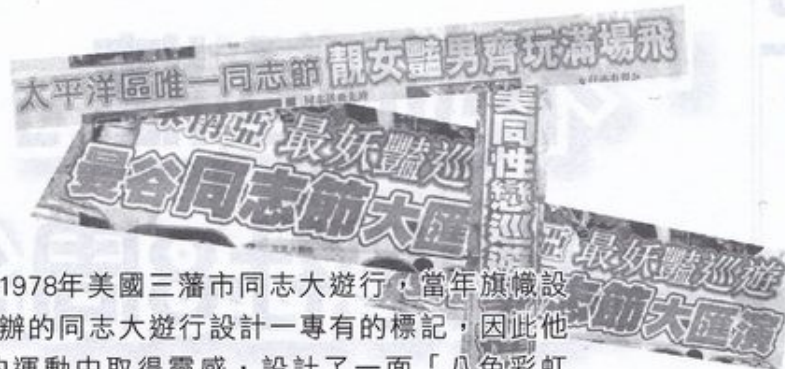 太平洋區唯一同志節 靚女豔男齊玩滿場飛
南亞 最妖豔巡
曼谷同志節大匯
美同性戀巡遊
亞 最妖豔巡遊
志節大匯演
1978年美國三藩市同志大遊行，當年旗幟設
辦的同志大遊行設計一專有的標記，因此他
運動中取得靈感，設計了一面「八色彩虹